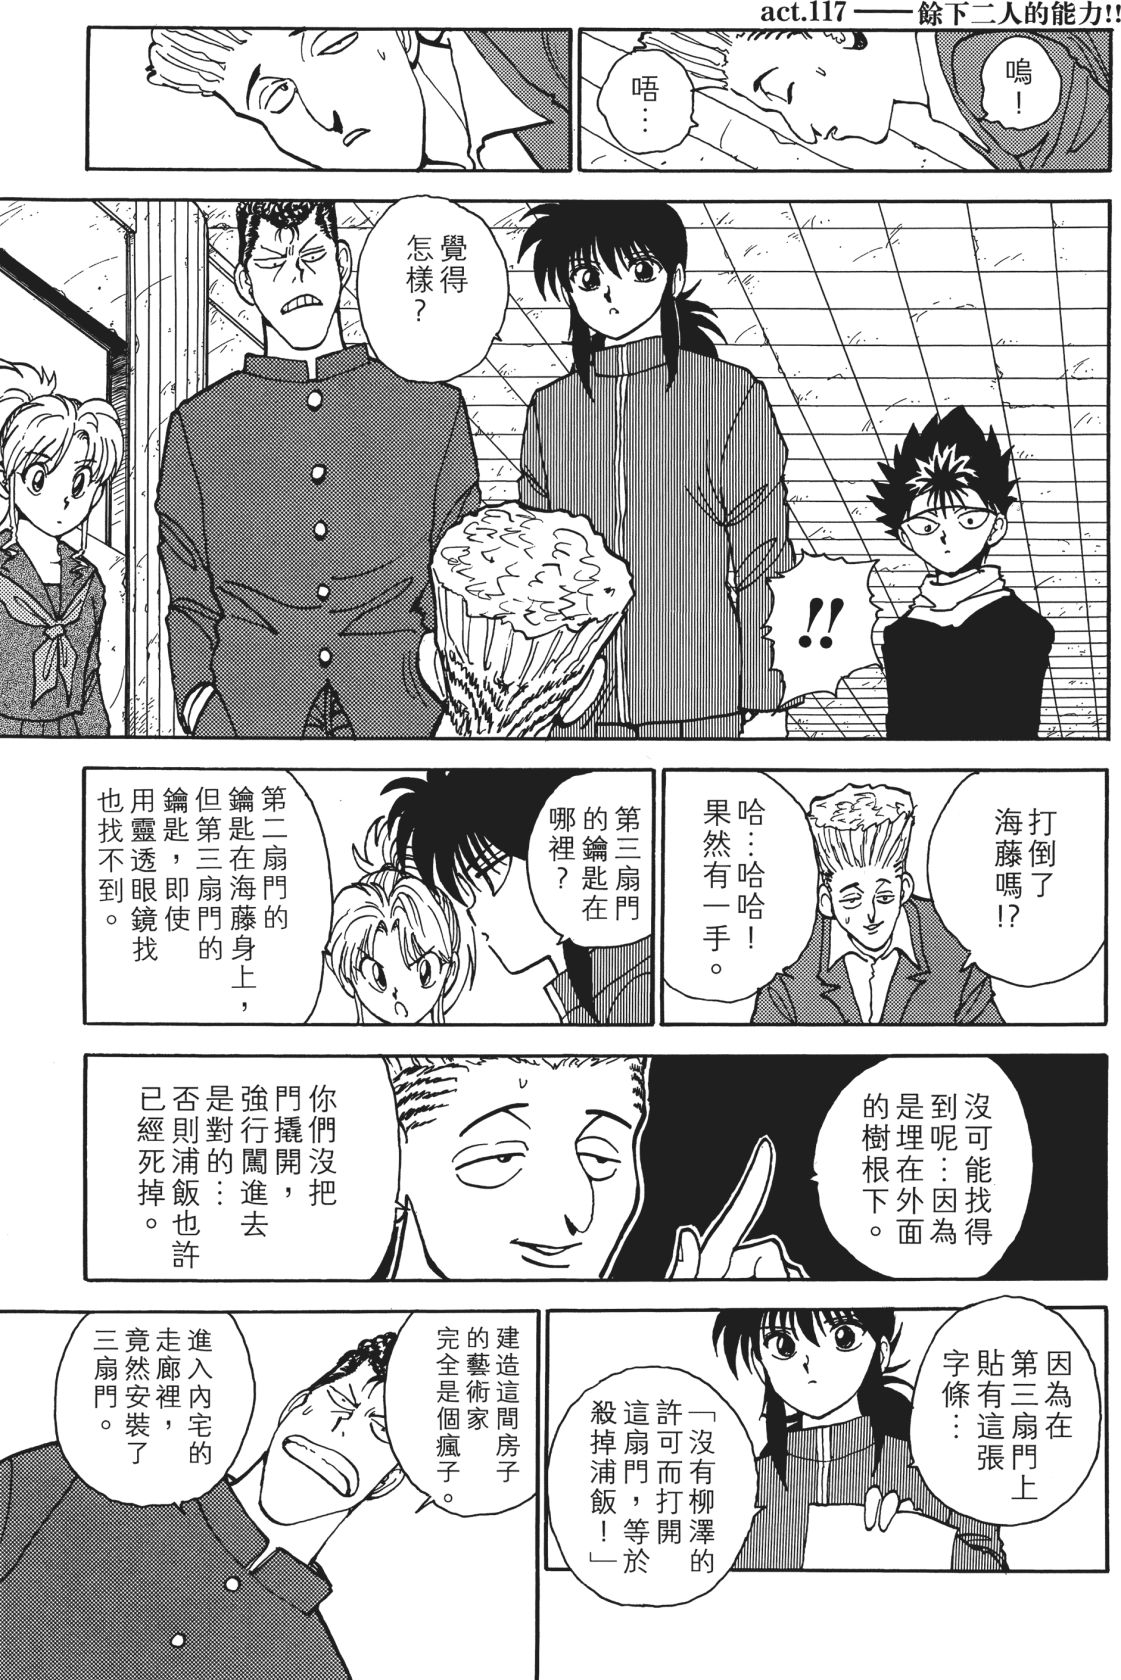 act.117——餘下二人的能力!!
嗚！
唔…
覺得
怎樣？
!!
打倒了
海藤嗎!?
哈…哈哈！
果然有一手。
第三扇門
的鑰匙在
哪裡？
第二扇門的
鑰匙在海藤身上，
但第三扇門的
鑰匙，即使
用靈透眼鏡找
也找不到。
沒可能找得
到呢…因為
是埋在外面
的樹根下。
你們沒把
門撬開，
強行闖進去
是對的…
否則浦飯也許
已經死掉。
因為在
第三扇門上
貼有這張
字條…
「沒有柳澤的
許可而打開
這扇門，等於
殺掉浦飯！」
建造這間房子
的藝術家
完全是個瘋子。
進入內宅的
走廊裡，
竟然安裝了
三扇門。